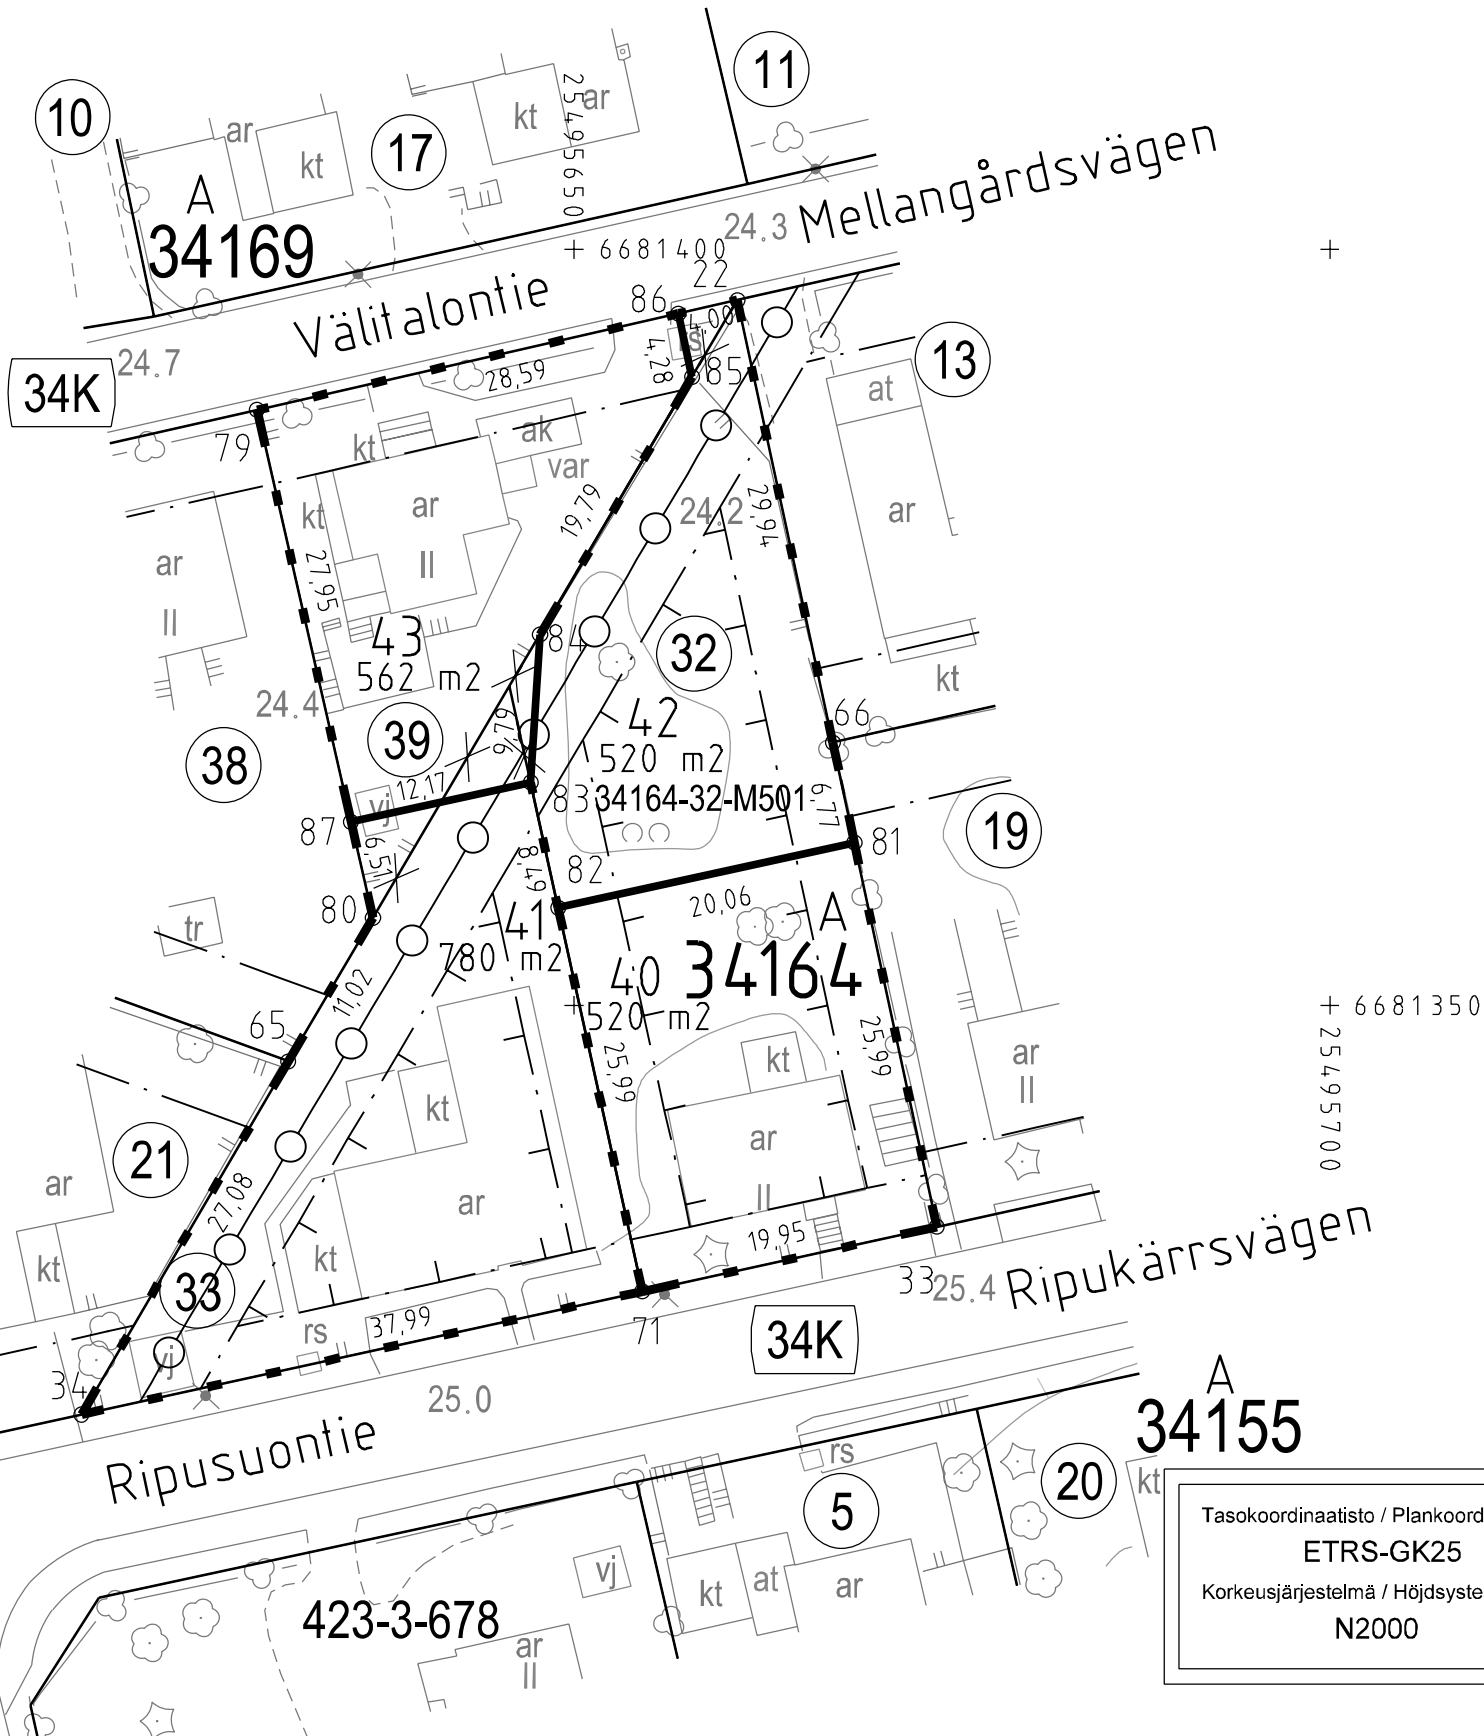 11
10
ar
kt
17
kt
ar
25495650
A
34169
Mellangårdsvägen
24.3
6681400
22
86
Välitalontie
4,00
rs
4,28
85
13
at
24.7
34K
28,59
79
kt
ak
var
ar
II
kt
27,95
19,79
24.2
29,94
ar
ar
II
43
562 m2
84
32
kt
24.4
39
38
6,79
42
520 m2
66
12,17
vj
83
34164-32-M501
6,77
87
6,51
81
19
82
8,49
80
tr
41
780 m2
20,06
A
40
34164
520 m2
11,02
65
6681350
25495700
25,99
25,99
kt
kt
ar
II
ar
II
21
ar
ar
27,08
kt
kt
33
19,95
33
25.4
Ripukärrsvägen
rs
37,99
71
34K
vj
34
25.0
Ripusuontie
A
34155
rs
20
kt
5
vj
kt
at
ar
423-3-678
ar
II
Tasokoordinaatisto / Plankoord
ETRS-GK25
Korkeusjärjestelmä / Höjdsyste
N2000